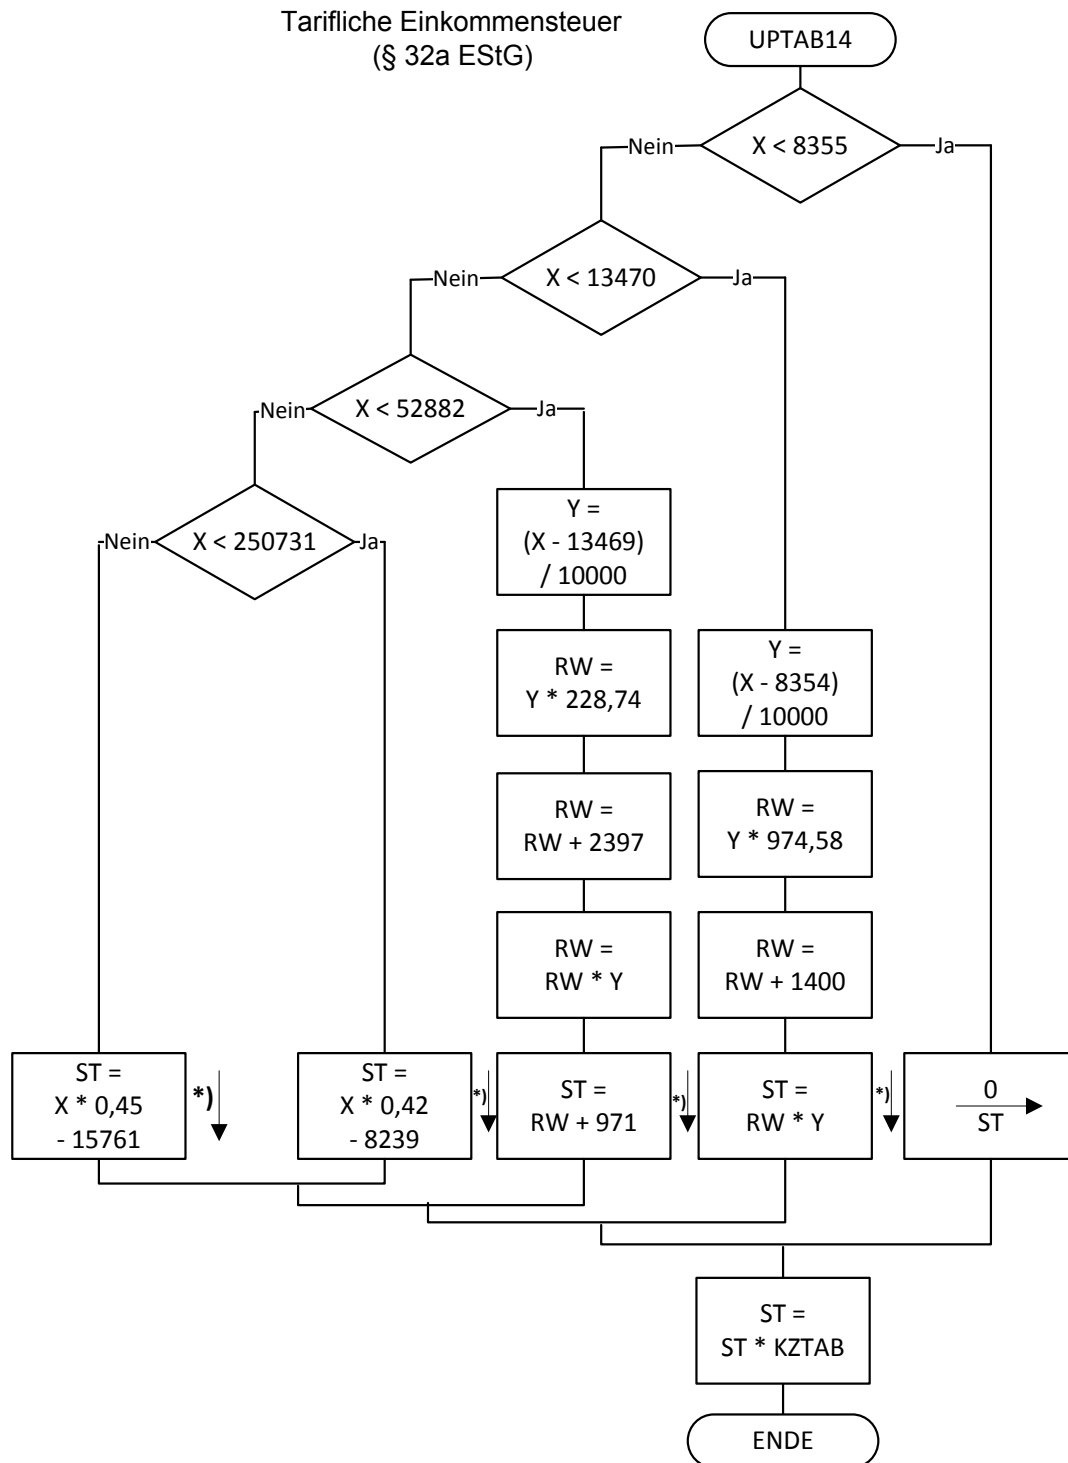 Tarifliche Einkommensteuer
(§ 32a EStG)
UPTAB14
X < 8355
Nein
Ja
X < 13470
Nein
Ja
X < 52882
Nein
Ja
X < 250731
Nein
Ja
Y =
(X - 13469)
/ 10000
RW =
Y * 228,74
RW =
RW + 2397
RW =
RW * Y
Y =
(X - 8354)
/ 10000
RW =
Y * 974,58
RW =
RW + 1400
ST =
X * 0,45
- 15761
*)
ST =
X * 0,42
- 8239
*)
ST =
RW + 971
*)
ST =
RW * Y
*)
0
ST
ST =
ST * KZTAB
ENDE